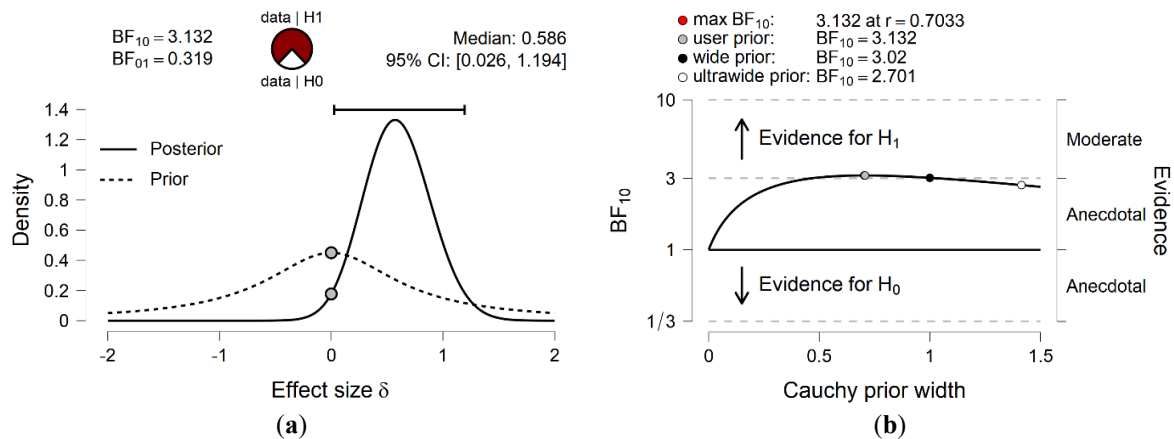 data | H1
BF10 = 3.132
BF01 = 0.319
data | H0
Median: 0.586
95% CI: [0.026, 1.194]
1.4
1.2
1
0.8
0.6
0.4
0.2
0
Density
Posterior
Prior
-2
-1
0
1
2
Effect size δ
(a)
max BF10: 3.132 at r = 0.7033
user prior: BF10 = 3.132
wide prior: BF10 = 3.02
ultrawide prior: BF10 = 2.701
10
3
1
1/3
BF10
Evidence for H1
Evidence for H0
Moderate
Anecdotal
Anecdotal
Evidence
0
0.5
1
1.5
Cauchy prior width
(b)